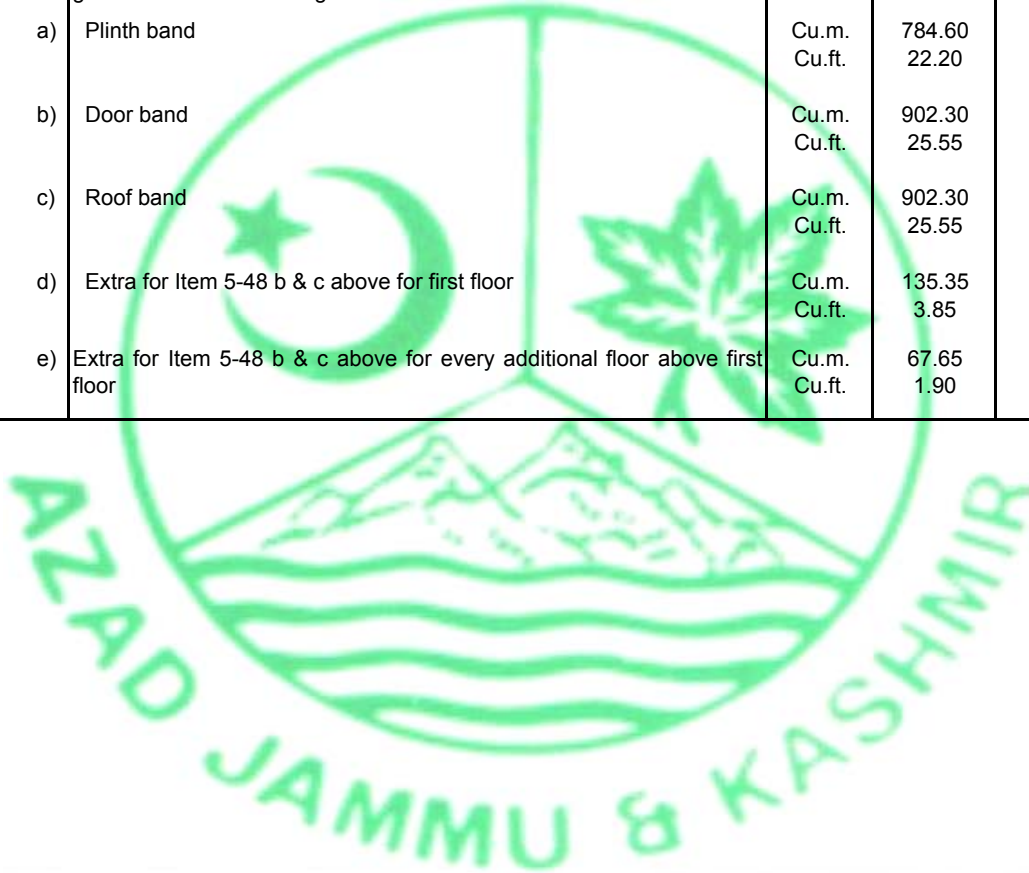 a) Plinth band Cu.m. 784.60
Cu.ft. 22.20
b) Door band Cu.m. 902.30
Cu.ft. 25.55
c) Roof band Cu.m. 902.30
Cu.ft. 25.55
d) Extra for Item 5-48 b & c above for first floor Cu.m. 135.35
Cu.ft. 3.85
e) Extra for Item 5-48 b & c above for every additional floor above first Cu.m. 67.65
floor Cu.ft. 1.90
AZAD JAMMU & KASHMIR